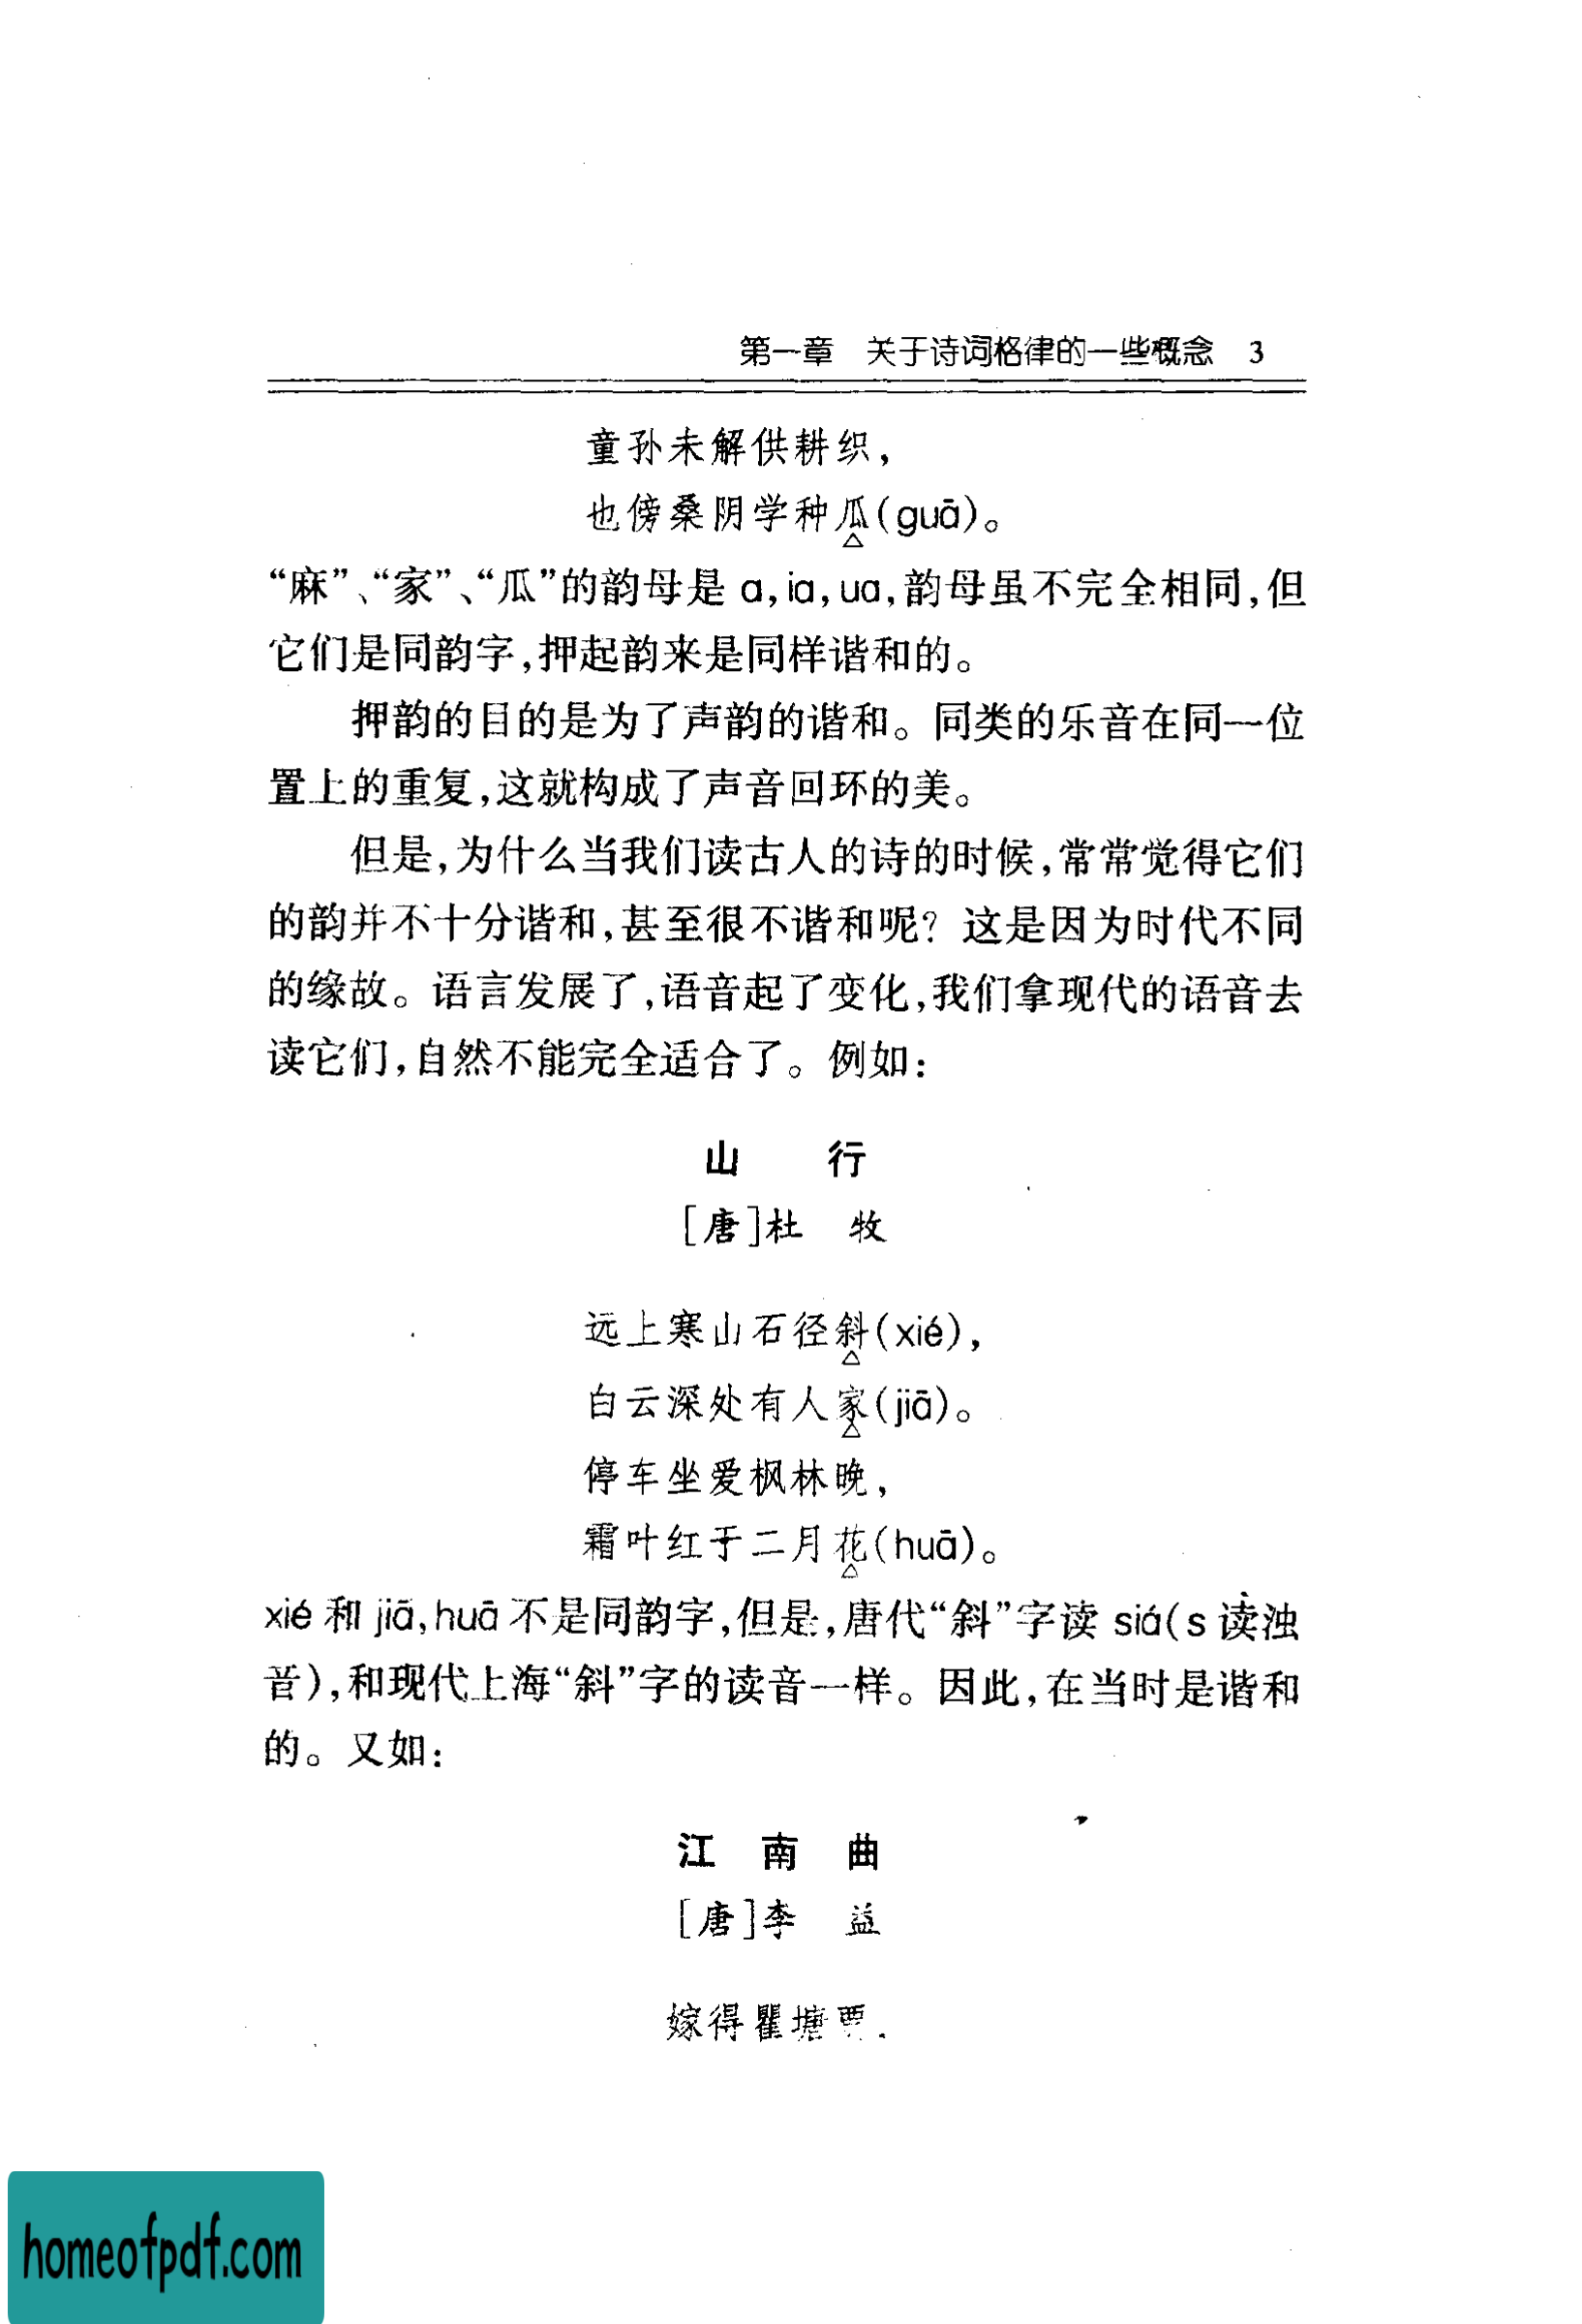 第一章　关于诗词格律的一些概念　3
童孙未解供耕织，
也傍桑阴学种瓜(guā)。
△
“麻”、“家”、“瓜”的韵母是 a, ia, ua,韵母虽不完全相同,但
它们是同韵字,押起韵来是同样谐和的。
押韵的目的是为了声韵的谐和。同类的乐音在同一位
置上的重复,这就构成了声音回环的美。
但是,为什么当我们读古人的诗的时候,常常觉得它们
的韵并不十分谐和,甚至很不谐和呢? 这是因为时代不同
的缘故。语言发展了,语音起了变化,我们拿现代的语音去
读它们,自然不能完全适合了。例如:
山　行
[唐]杜　牧
远上寒山石径斜(xié),
△
白云深处有人家(jiā)。
△
停车坐爱枫林晚,
霜叶红于二月花(huā)。
△
xié 和 jiā, huā 不是同韵字,但是,唐代“斜”字读 siá(s 读浊
音),和现代上海“斜”字的读音一样。因此,在当时是谐和
的。又如:
江　南　曲
[唐]李　益
嫁得瞿塘
homeofpdf.com